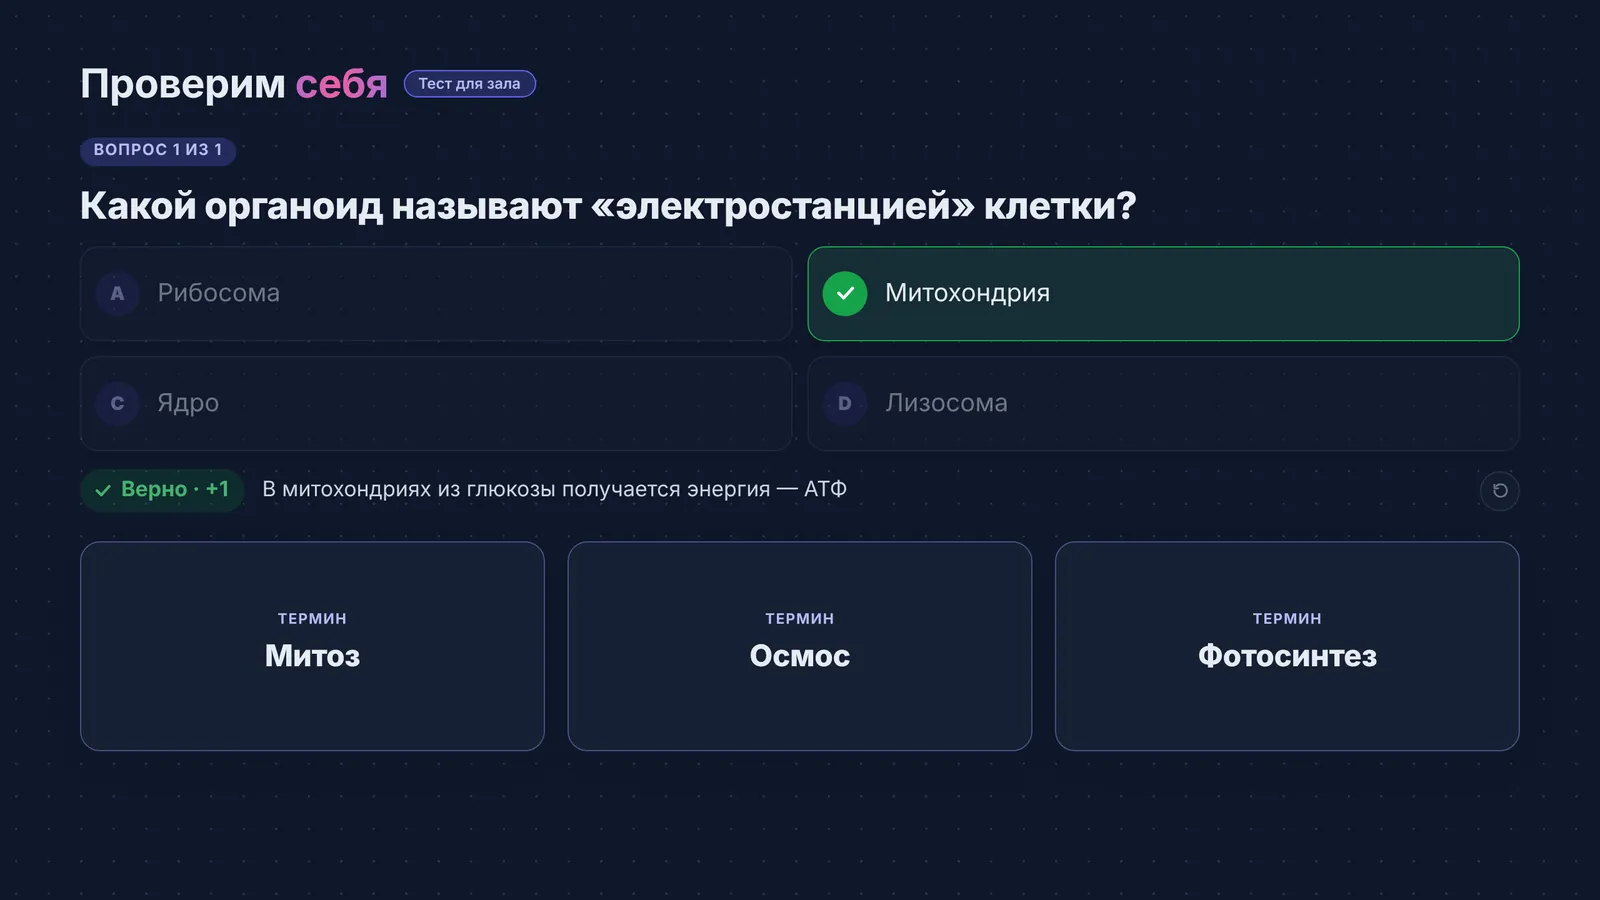 Проверим себя
Тест для зала
ВОПРОС 1 ИЗ 1
Какой органоид называют «электростанцией» клетки?
A Рибосома
Митохондрия
C Ядро
D Лизосома
Верно · +1 В митохондриях из глюкозы получается энергия — АТФ
ТЕРМИН
Митоз
ТЕРМИН
Осмос
ТЕРМИН
Фотосинтез